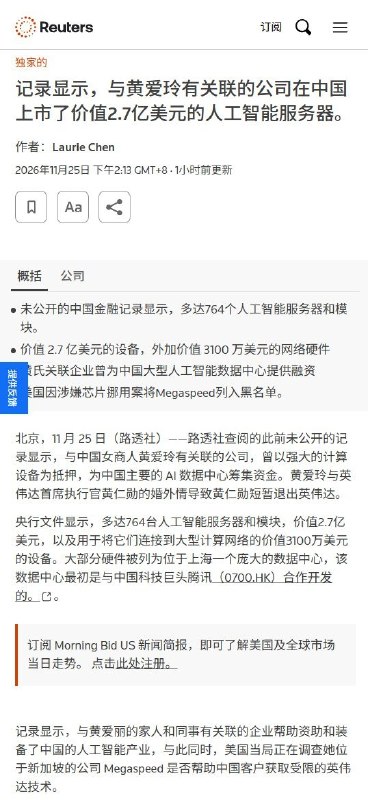 Reuters
订阅
独家的
记录显示，与黄爱玲有关联的公司在中国
上市了价值2.7亿美元的人工智能服务器。
作者：Laurie Chen
2026年11月25日 下午2:13 GMT+8 · 1小时前更新
Aa
概括 公司
未公开的中国金融记录显示，多达764个人工智能服务器和模
块。
价值 2.7 亿美元的设备，外加价值 3100 万美元的网络硬件
黄氏关联企业曾为中国大型人工智能数据中心提供融资
美国因涉嫌芯片挪用案将Megaspeed列入黑名单。
提供反馈
北京，11 月 25 日（路透社）——路透社查阅的此前未公开的记
录显示，与中国女商人黄爱玲有关联的公司，曾以强大的计算
设备为抵押，为中国主要的 AI 数据中心筹集资金。黄爱玲与英
伟达首席执行官黄仁勋的婚外情导致黄仁勋短暂退出英伟达。
央行文件显示，多达764台人工智能服务器和模块，价值2.7亿
美元，以及用于将它们连接到大型计算网络的价值3100万美元
的设备。大部分硬件被列为位于上海一个庞大的数据中心，该
数据中心最初是与中国科技巨头腾讯（0700.HK）合作开发
的。
订阅 Morning Bid US 新闻简报，即可了解美国及全球市场
当日走势。 点击此处注册。
记录显示，与黄爱丽的家人和同事有关联的企业帮助资助和装
备了中国的人工智能产业，与此同时，美国当局正在调查她位
于新加坡的公司 Megaspeed 是否帮助中国客户获取受限的英伟
达技术。